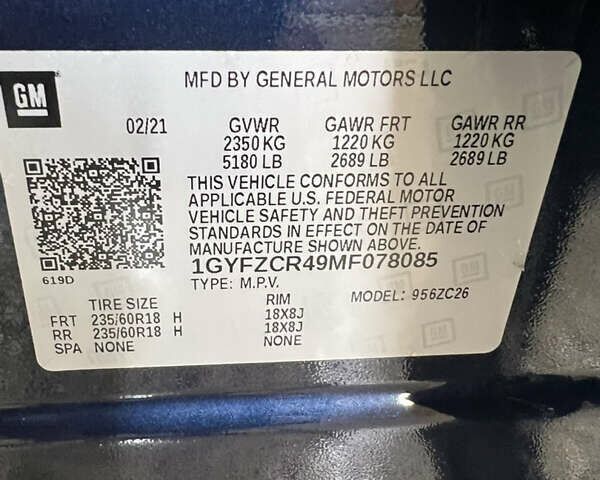 GM
MFD BY GENERAL MOTORS LLC
02/21 GVWR GAWR FRT GAWR RR
2350 KG 1220 KG 1220 KG
5180 LB 2689 LB 2689 LB
THIS VEHICLE CONFORMS TO ALL
APPLICABLE U.S. FEDERAL MOTOR
VEHICLE SAFETY AND THEFT PREVENTION
STANDARDS IN EFFECT ON THE DATE OF
MANUFACTURE SHOWN ABOVE.
1GYFZCR49MF078085
619D TYPE: M.P.V. MODEL: 956ZC26
TIRE SIZE RIM
FRT 235/60R18 H 18X8J
RR 235/60R18 H 18X8J
SPA NONE NONE